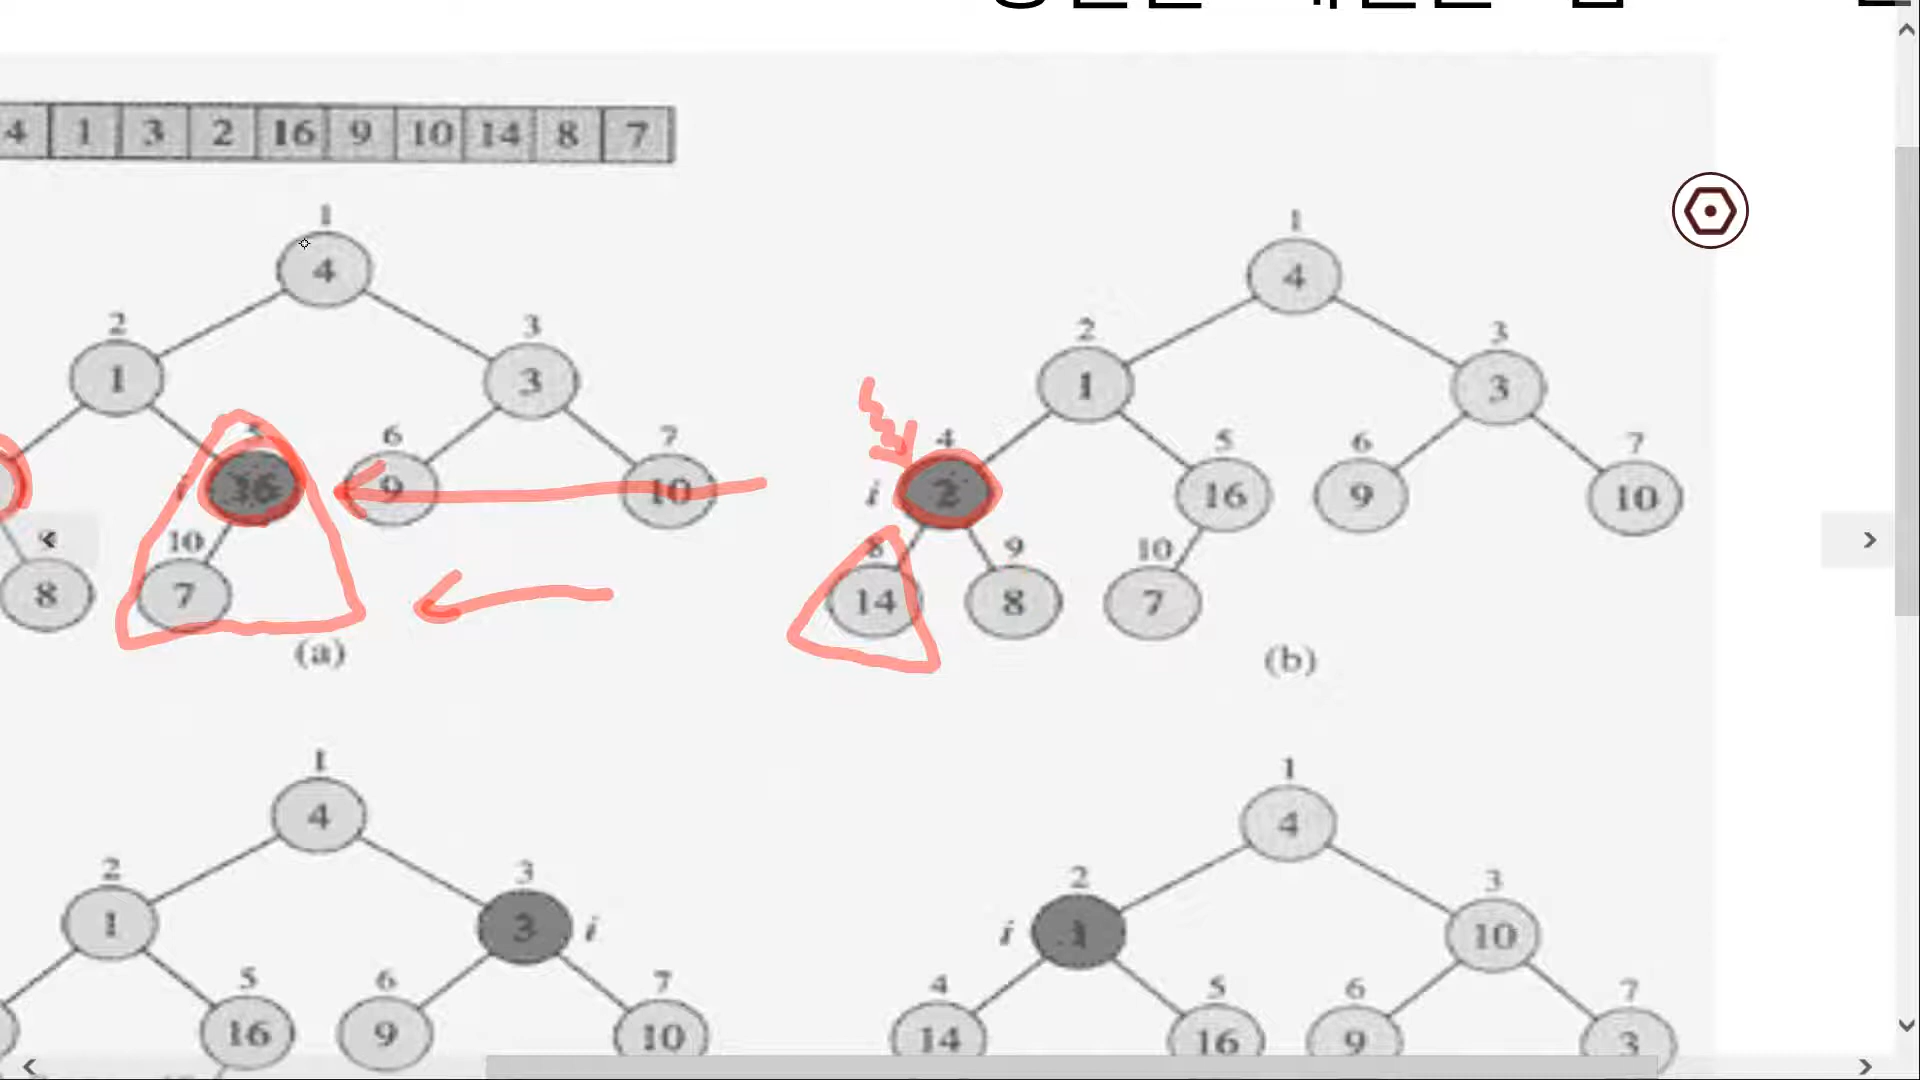 4 1 3 2 16 9 10 14 8 7
1
4
2 3
1 3
6 7
i 16 9 10
10
8 7
(a)
1
4
2 3
1 3
4 5 6 7
i 2 16 9 10
8 9 10
14 8 7
(b)
1
4
2 3
1 3 i
5 6 7
16 9 10
1
4
2 3
i 1 10
4 5 6 7
14 16 9 3